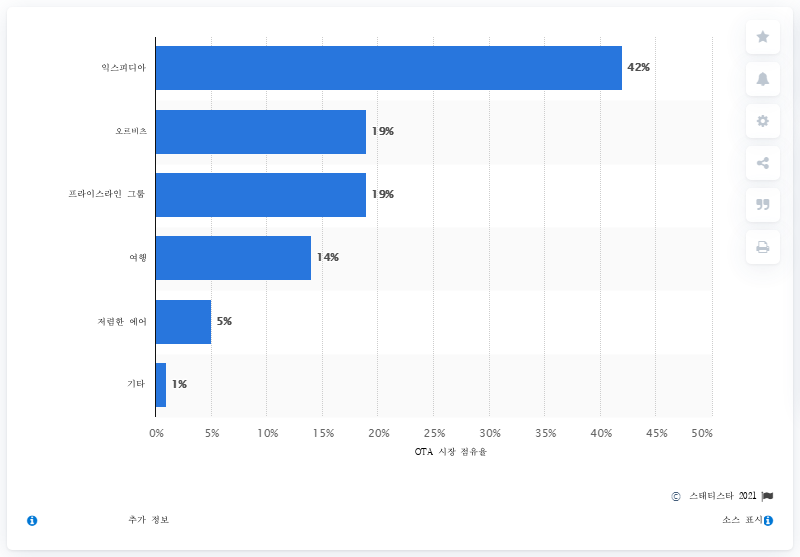 익스피디아
42%
오르비츠
19%
프라이스라인 그룹
19%
여행
14%
저렴한 에어
5%
기타
1%
0% 5% 10% 15% 20% 25% 30% 35% 40% 45% 50%
OTA 시장 점유율
© 스태티스타 2021
추가 정보
소스 표시